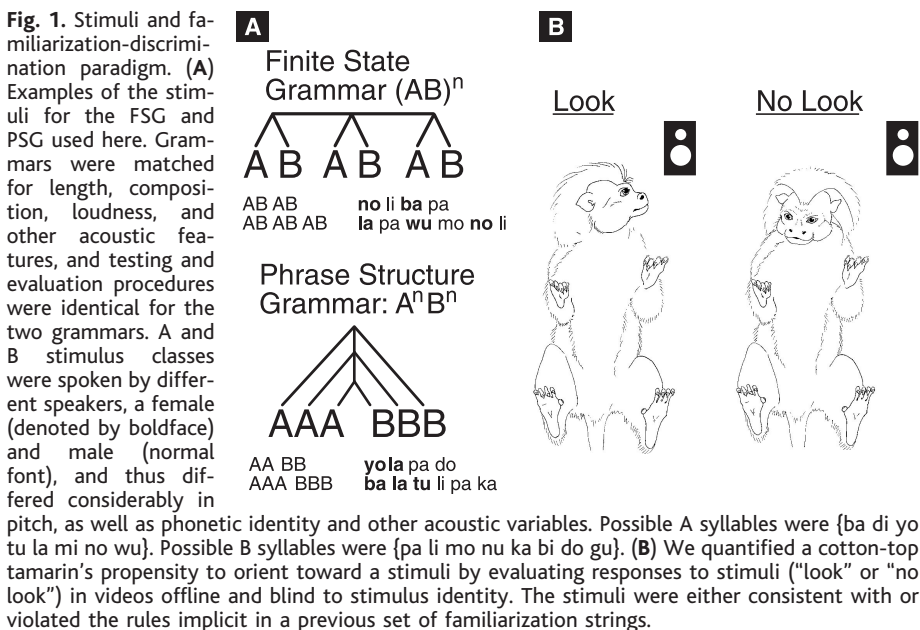 Fig. 1. Stimuli and fa-
miliarization-discrimi-
nation paradigm. (A)
Examples of the stim-
uli for the FSG and
PSG used here. Gram-
mars were matched
for length, composi-
tion, loudness, and
other acoustic fea-
tures, and testing and
evaluation procedures
were identical for the
two grammars. A and
B stimulus classes
were spoken by differ-
ent speakers, a female
(denoted by boldface)
and male (normal
font), and thus dif-
fered considerably in
pitch, as well as phonetic identity and other acoustic variables. Possible A syllables were {ba di yo
tu la mi no wu}. Possible B syllables were {pa li mo nu ka bi do gu}. (B) We quantified a cotton-top
tamarin's propensity to orient toward a stimuli by evaluating responses to stimuli ("look" or "no
look") in videos offline and blind to stimulus identity. The stimuli were either consistent with or
violated the rules implicit in a previous set of familiarization strings.
A
Finite State
Grammar (AB)ⁿ
A B A B A B
AB AB no li ba pa
AB AB AB la pa wu mo no li
Phrase Structure
Grammar: AⁿBⁿ
AAA BBB
AA BB yola pa do
AAA BBB ba la tu li pa ka
B
Look
No Look